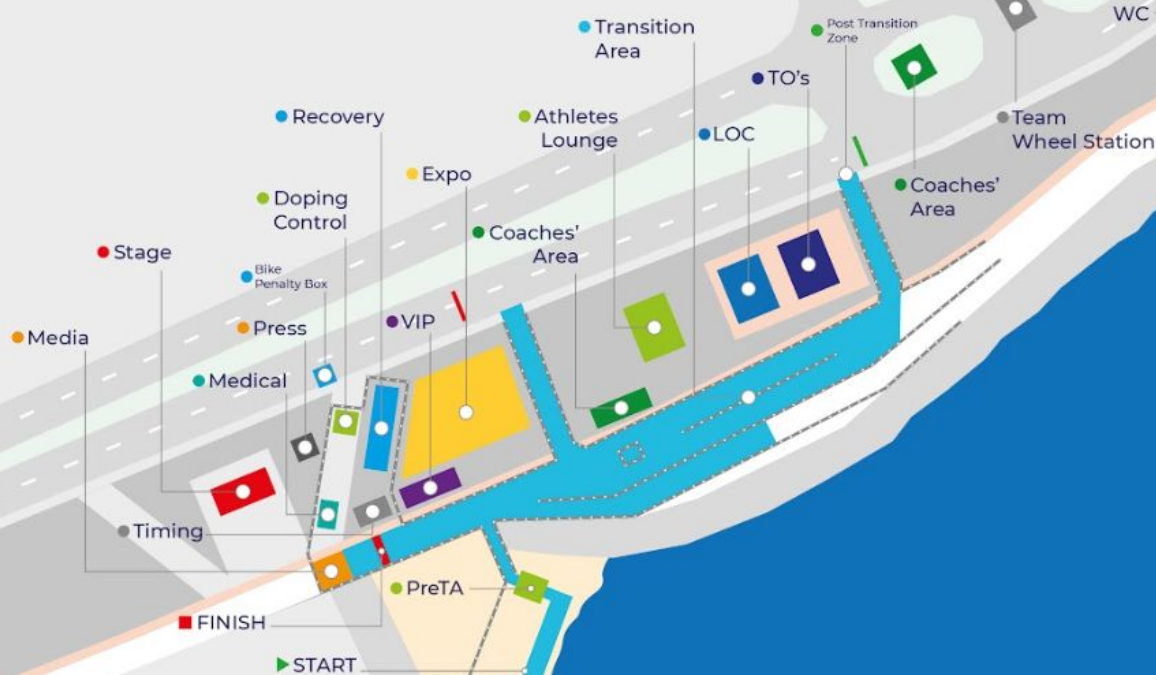 WC
Post Transition
Zone
Transition
Area
TO's
Recovery
Athletes
Lounge
LOC
Team
Wheel Station
Expo
Coaches'
Area
Doping
Control
Coaches'
Area
Stage
Bike
Penalty Box
Press
VIP
Media
Medical
Timing
PreTA
FINISH
START